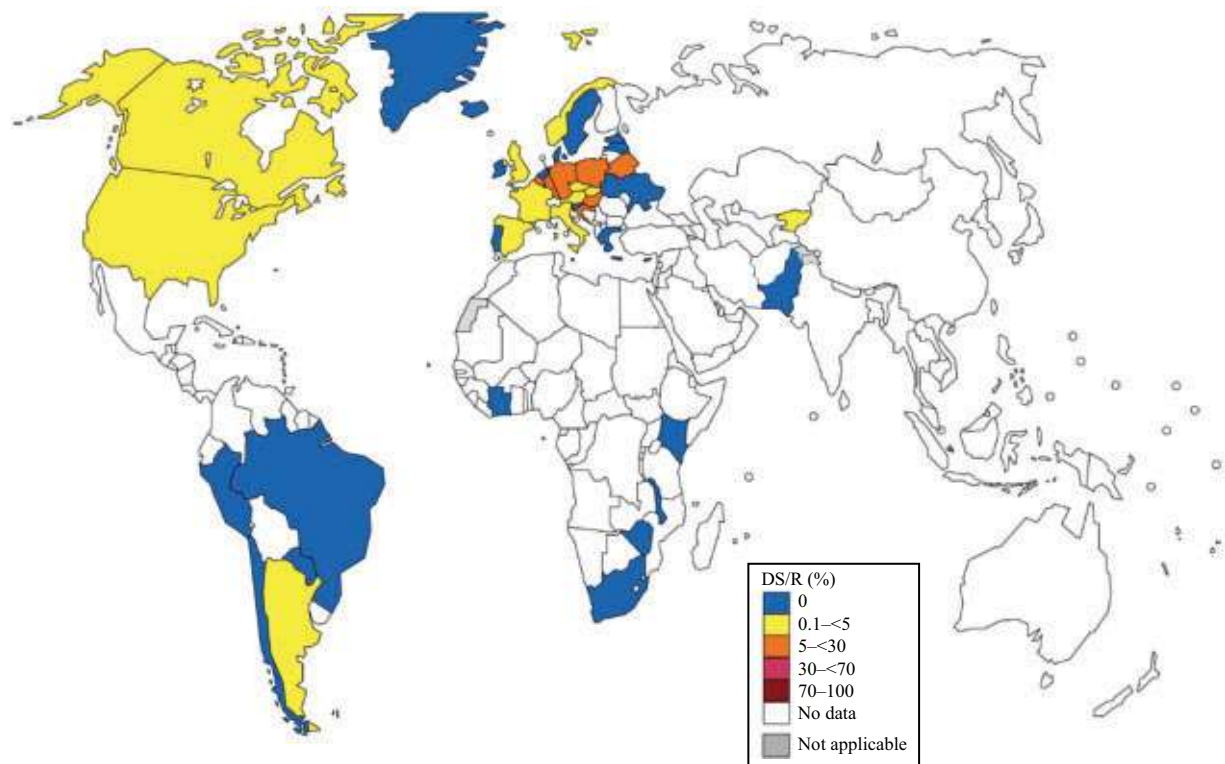 DS/R (%)
0
0.1–<5
5–<30
30–<70
70–100
No data
Not applicable